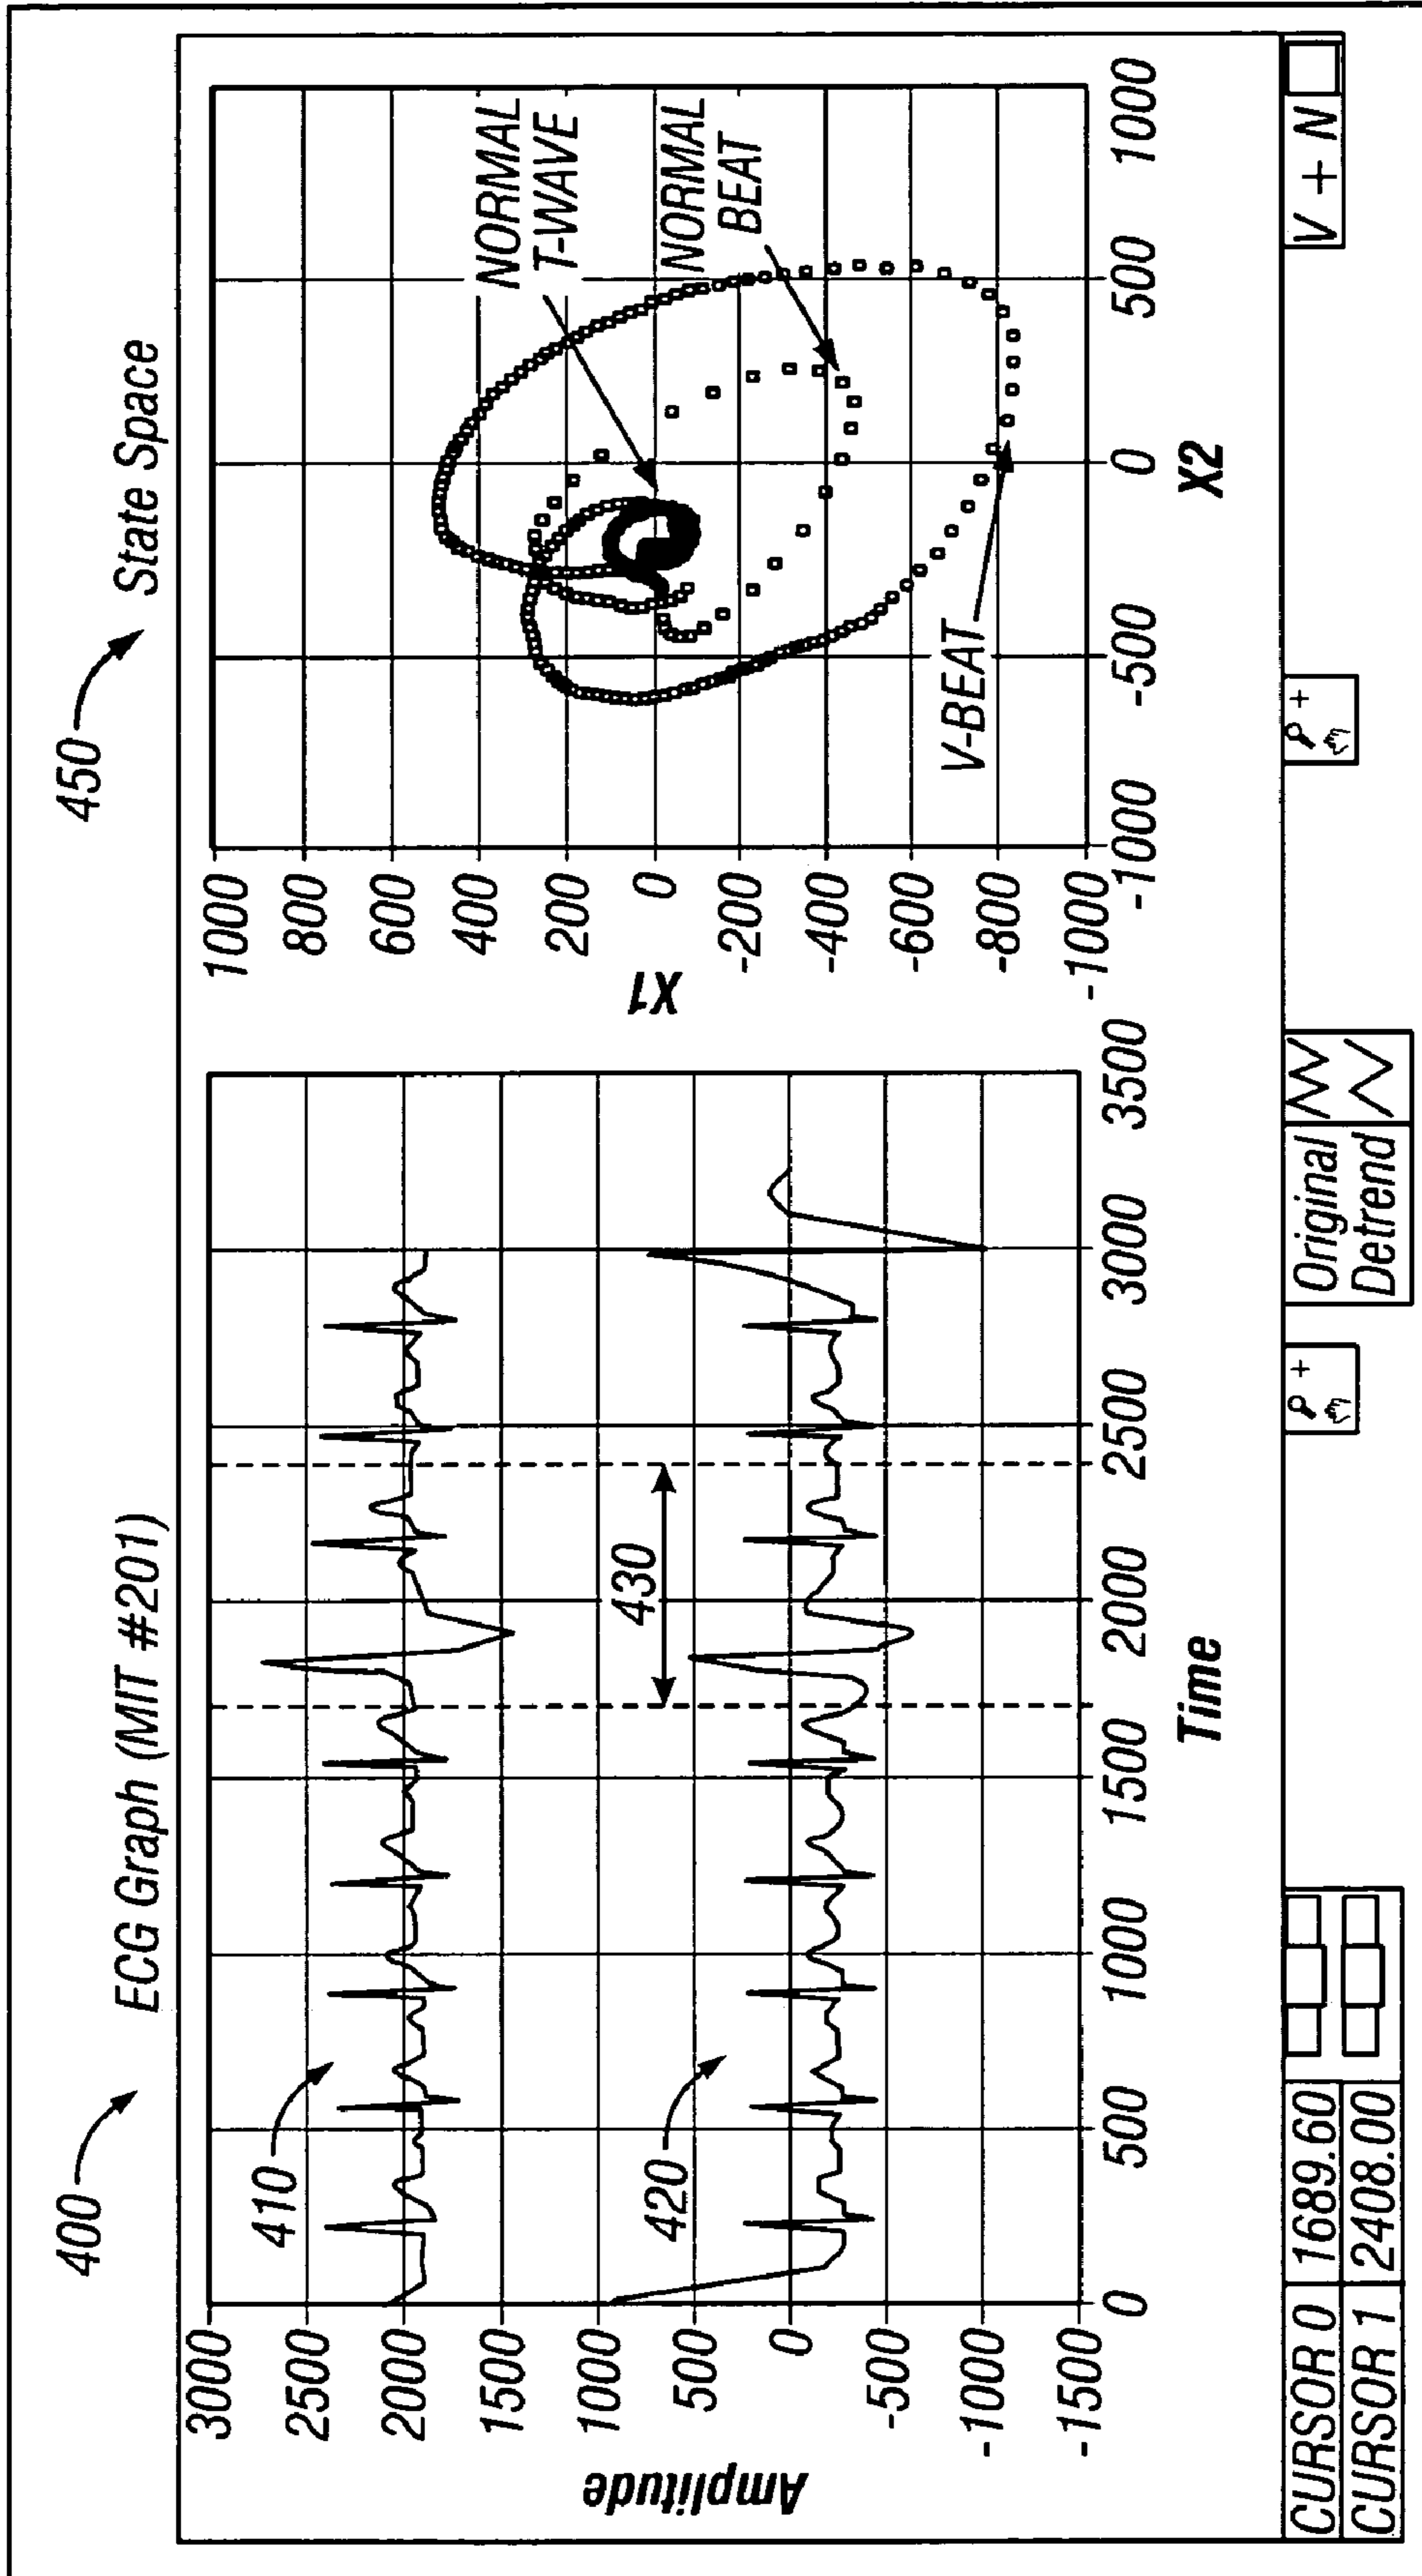 400
ECG Graph (MIT #201)
450
State Space
Amplitude
3000
2500
2000
1500
1000
500
0
-500
-1000
-1500
410
420
430
0
500
1000
1500
2000
2500
3000
3500
Time
X1
1000
800
600
400
200
0
-200
-400
-600
-800
-1000
NORMAL
T-WAVE
NORMAL
BEAT
V-BEAT
-1000
-500
0
500
1000
X2
CURSOR 0 1689.60
CURSOR 1 2408.00
Original
Detrend
V + N